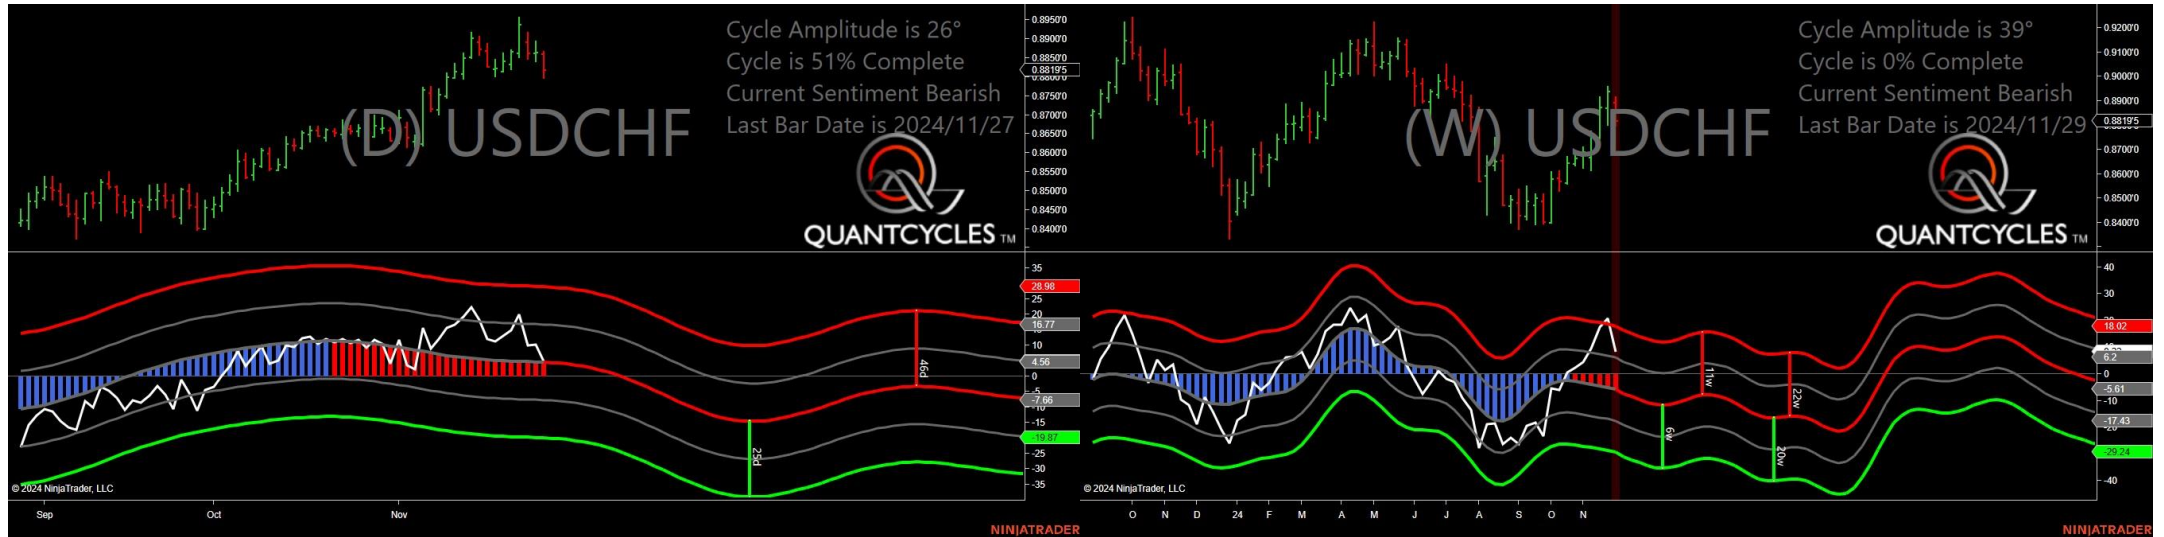 (D) USDCHF
Cycle Amplitude is 26°
Cycle is 51% Complete
Current Sentiment Bearish
Last Bar Date is 2024/11/27
QUANTCYCLES TM
0.8950'0
0.8900'0
0.8850'0
0.8819'5
0.8800'0
0.8750'0
0.8700'0
0.8650'0
0.8600'0
0.8550'0
0.8500'0
0.8450'0
0.8400'0
35
28.98
25
20
16.77
10
4.56
0
-5
-7.66
-10
-15
-19.87
-25
-30
-35
46d
25d
© 2024 NinjaTrader, LLC
Sep
Oct
Nov
NINJATRADER
(W) USDCHF
Cycle Amplitude is 39°
Cycle is 0% Complete
Current Sentiment Bearish
Last Bar Date is 2024/11/29
QUANTCYCLES TM
0.9200'0
0.9100'0
0.9000'0
0.8900'0
0.8819'5
0.8700'0
0.8600'0
0.8500'0
0.8400'0
40
30
18.02
6.2
0
-5.61
-10
-17.43
-20
-29.24
-40
11w
22w
6w
20w
© 2024 NinjaTrader, LLC
O N D 24 F M A M J J A S O N
NINJATRADER